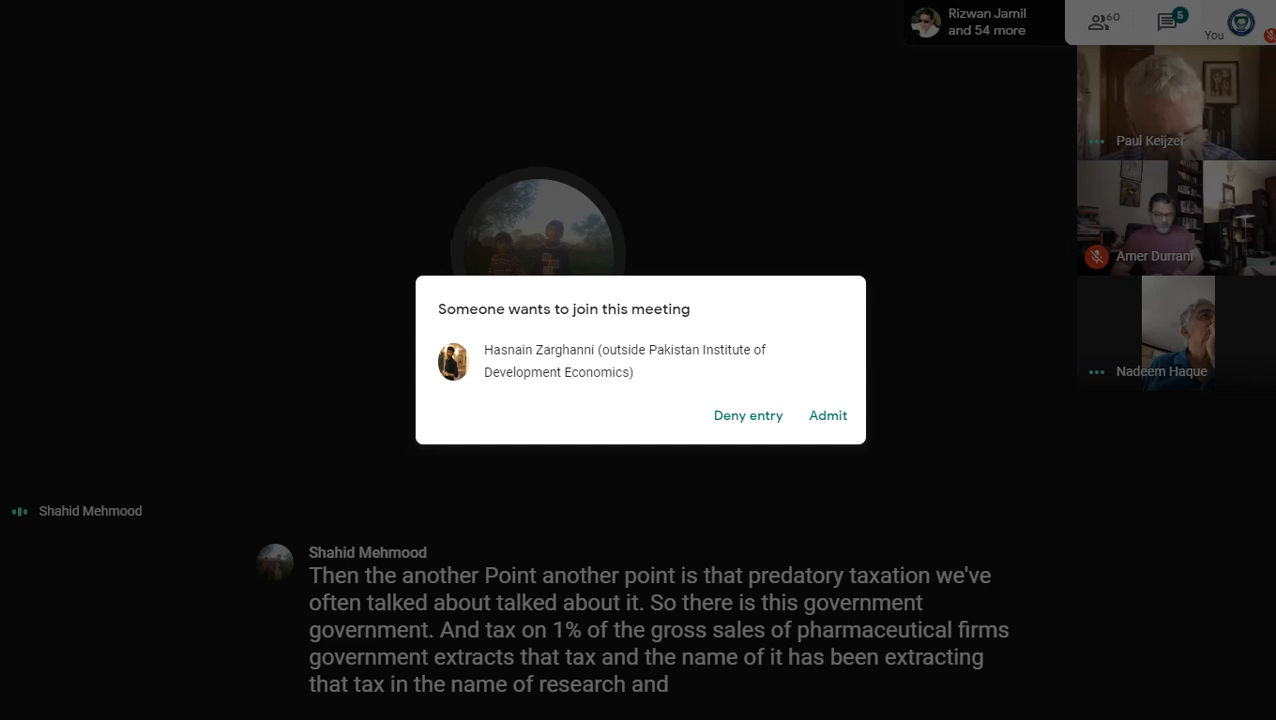 Rizwan Jamil
and 54 more
60
5
You
Paul Keijzer
Amer Durrani
Nadeem Haque
Someone wants to join this meeting
Hasnain Zarghanni (outside Pakistan Institute of
Development Economics)
Deny entry
Admit
Shahid Mehmood
Shahid Mehmood
Then the another Point another point is that predatory taxation we've
often talked about talked about it. So there is this government
government. And tax on 1% of the gross sales of pharmaceutical firms
government extracts that tax and the name of it has been extracting
that tax in the name of research and